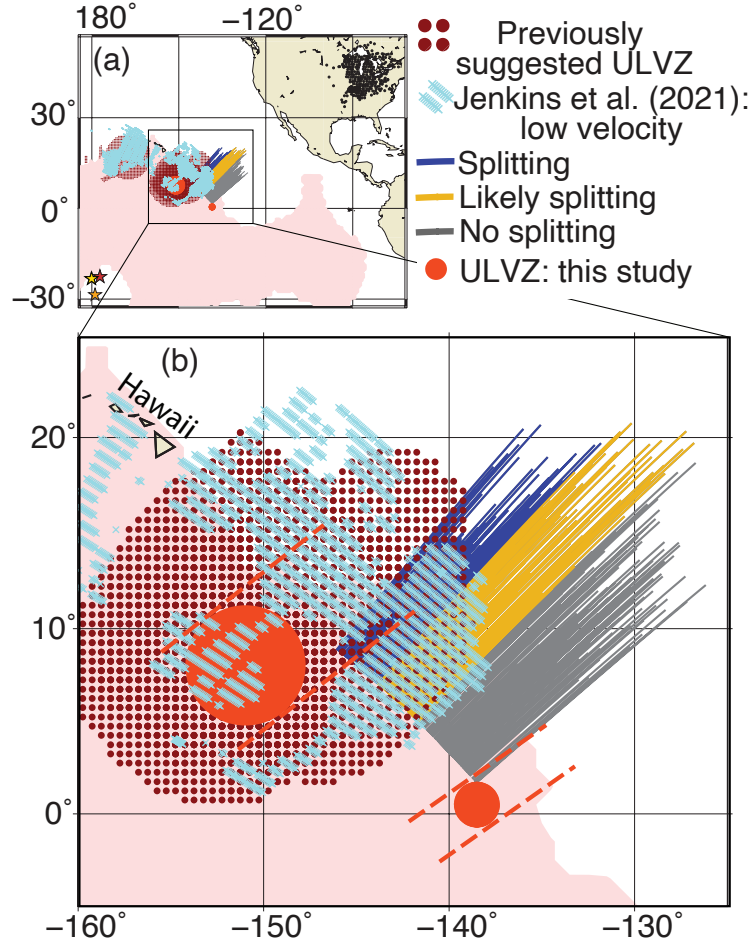 180° −120°
(a)
30°
0°
−30°
Previously
suggested ULVZ
Jenkins et al. (2021):
low velocity
Splitting
Likely splitting
No splitting
ULVZ: this study
(b)
Hawaii
20°
10°
0°
−160° −150° −140° −130°